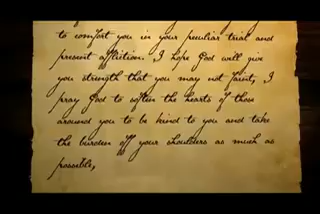 to comfort you in your peculiar trial and
present affliction. I hope God will give
you strength that you may not faint, I
pray God to soften the hearts of those
around you to be kind to you and take
the burden off your shoulders as much as
possible,